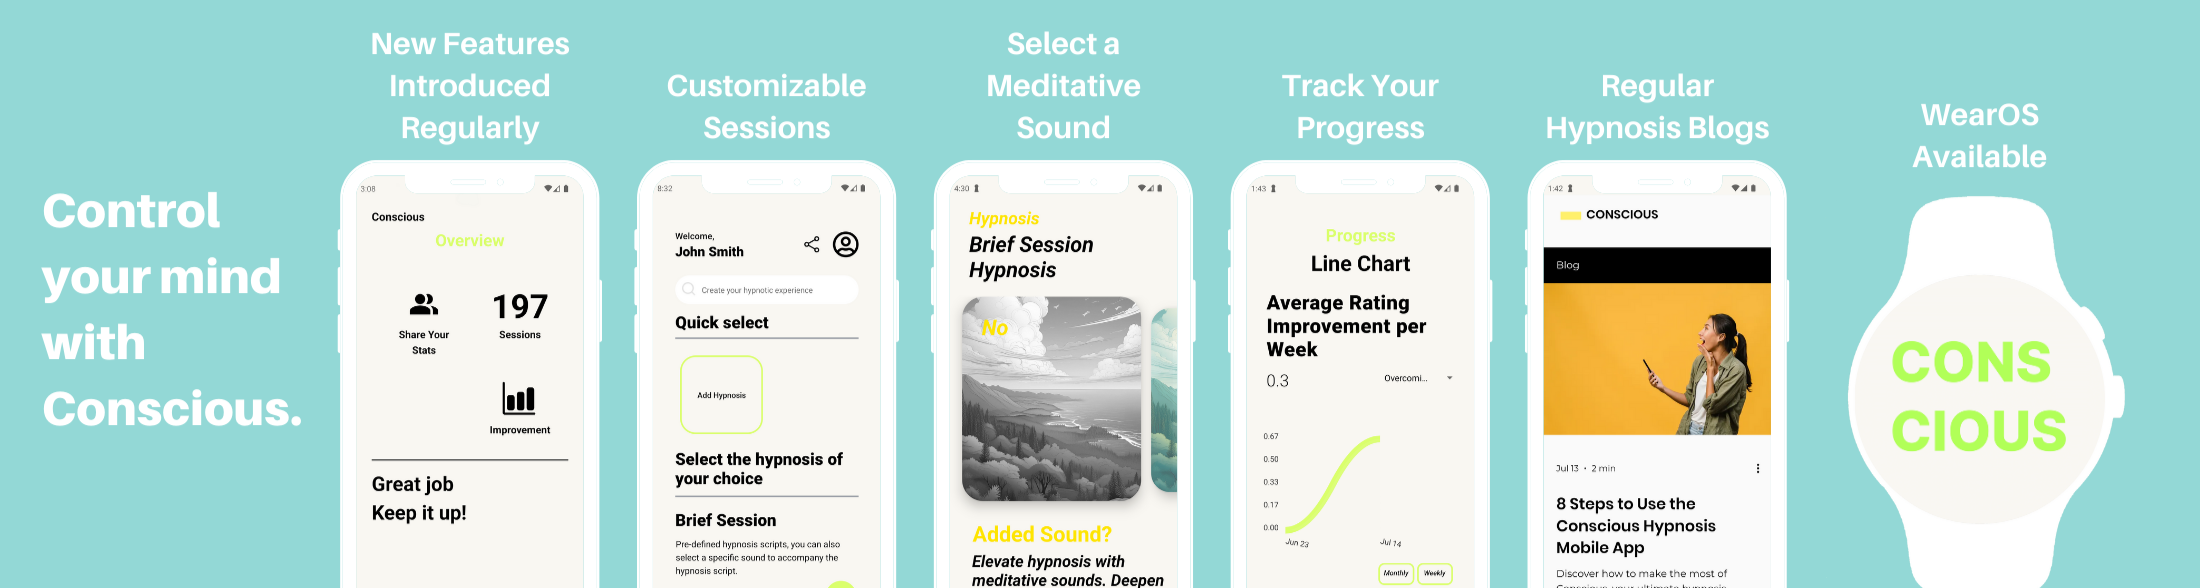 Control
your mind
with
Conscious.
New Features
Introduced
Regularly
3:08
Conscious
Overview
Share Your
Stats
197
Sessions
Improvement
Great job
Keep it up!
Customizable
Sessions
8:32
Welcome,
John Smith
Create your hypnotic experience
Quick select
Add Hypnosis
Select the hypnosis of
your choice
Brief Session
Pre-defined hypnosis scripts, you can also
select a specific sound to accompany the
hypnosis script.
Select a
Meditative
Sound
4:30
Hypnosis
Brief Session
Hypnosis
No
Added Sound?
Elevate hypnosis with
meditative sounds. Deepen
Track Your
Progress
1:43
Progress
Line Chart
Average Rating
Improvement per
Week
0.3
Overcomi...
0.67
0.50
0.33
0.17
0.00
Jun 23
Jul 14
Monthly
Weekly
Regular
Hypnosis Blogs
1:42
CONSCIOUS
Blog
Jul 13 • 2 min
8 Steps to Use the
Conscious Hypnosis
Mobile App
Discover how to make the most of
Conscious, your ultimate hypnosis
WearOS
Available
CONS
CIOUS